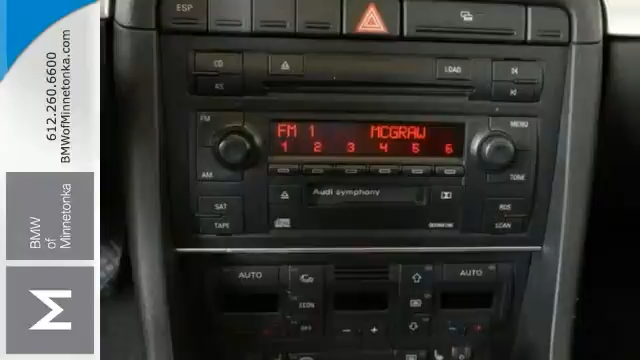 612.260.6600
BMWofMinnetonka.com
BMW
of
Minnetonka
M
ESP
CD
LOAD
FM
MENU
FM 1 MCGRAW
1 2 3 4 5 6
AM
TONE
Audi symphony
SAT
RDS
TAPE
SCAN
AUTO
AUTO
ECON
OFF